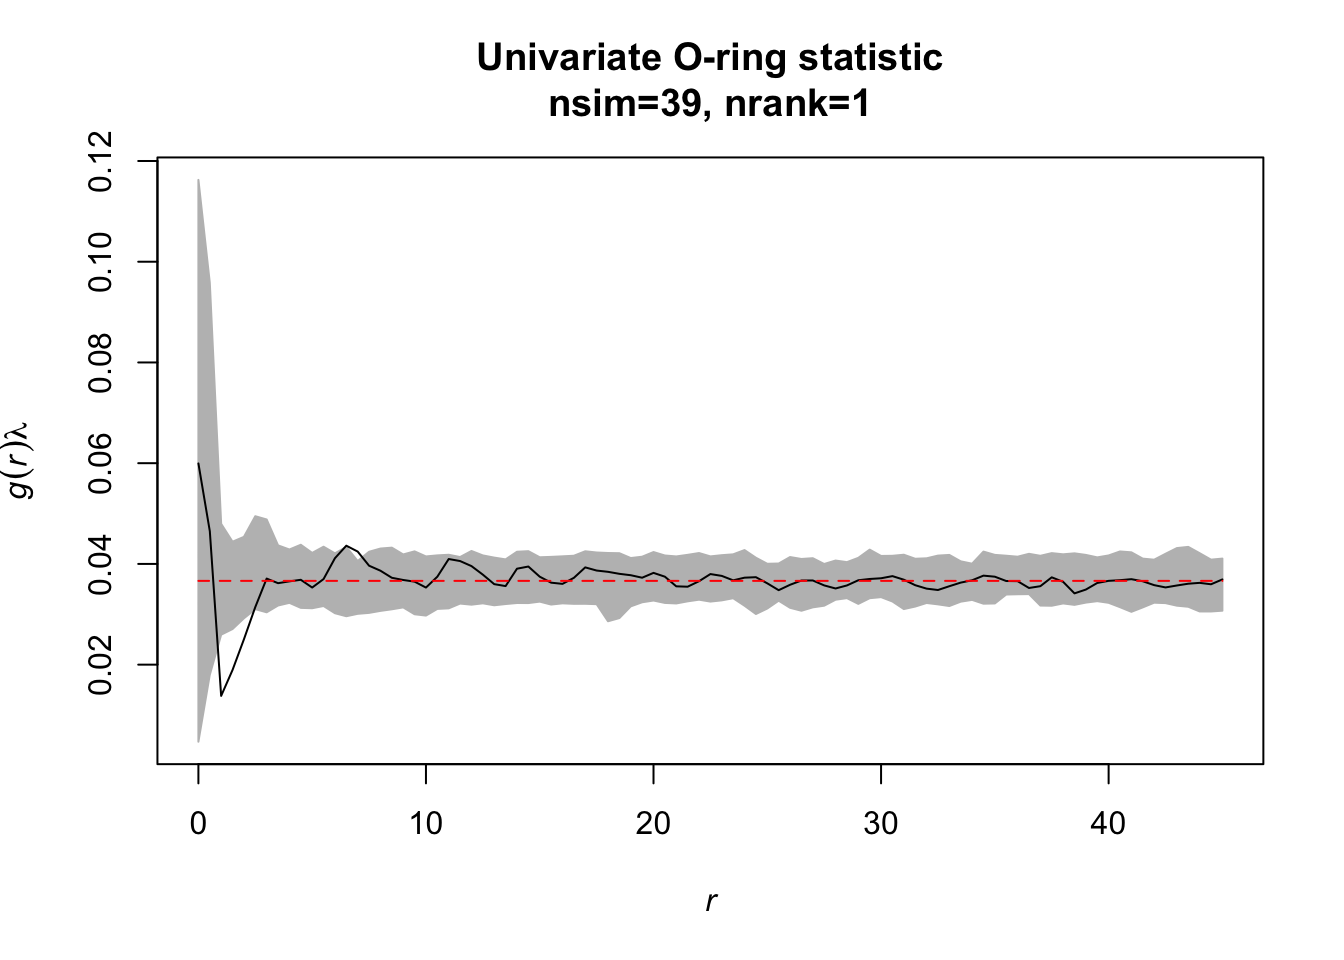 Univariate O-ring statistic
nsim=39, nrank=1
g(r)λ
0.12
0.10
0.08
0.06
0.04
0.02
0 10 20 30 40
r